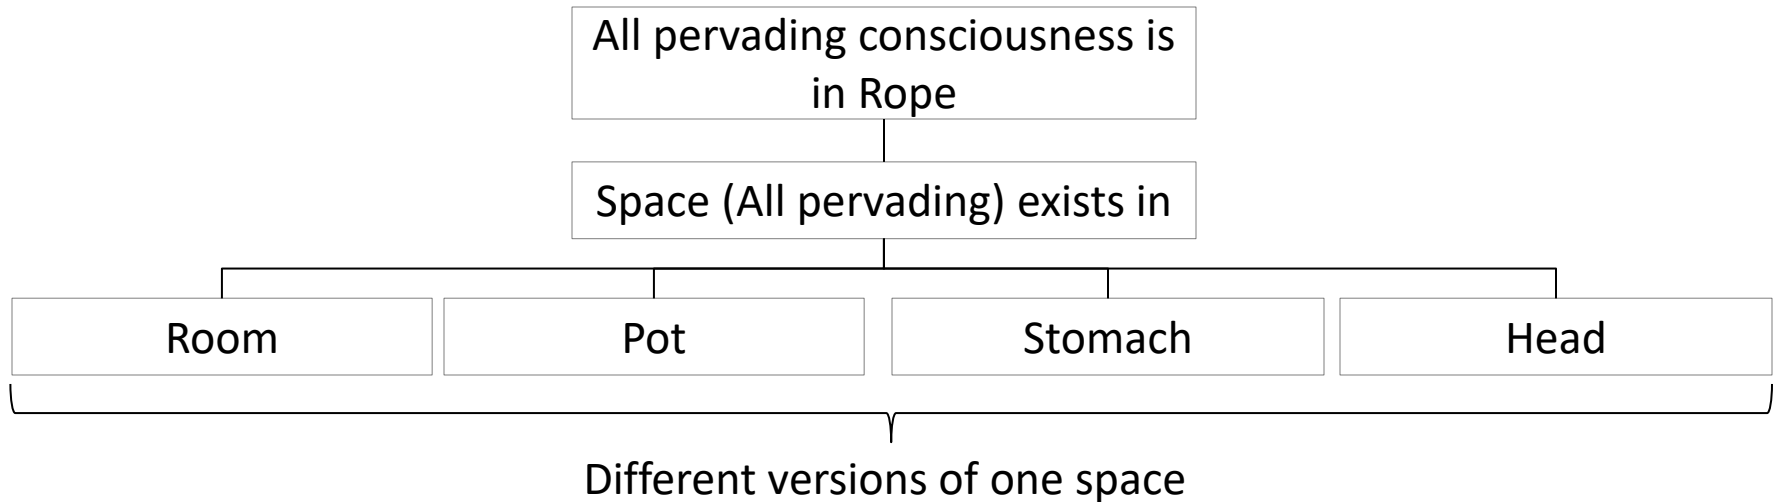 All pervading consciousness is
in Rope
Space (All pervading) exists in
Room
Pot
Stomach
Head
Different versions of one space